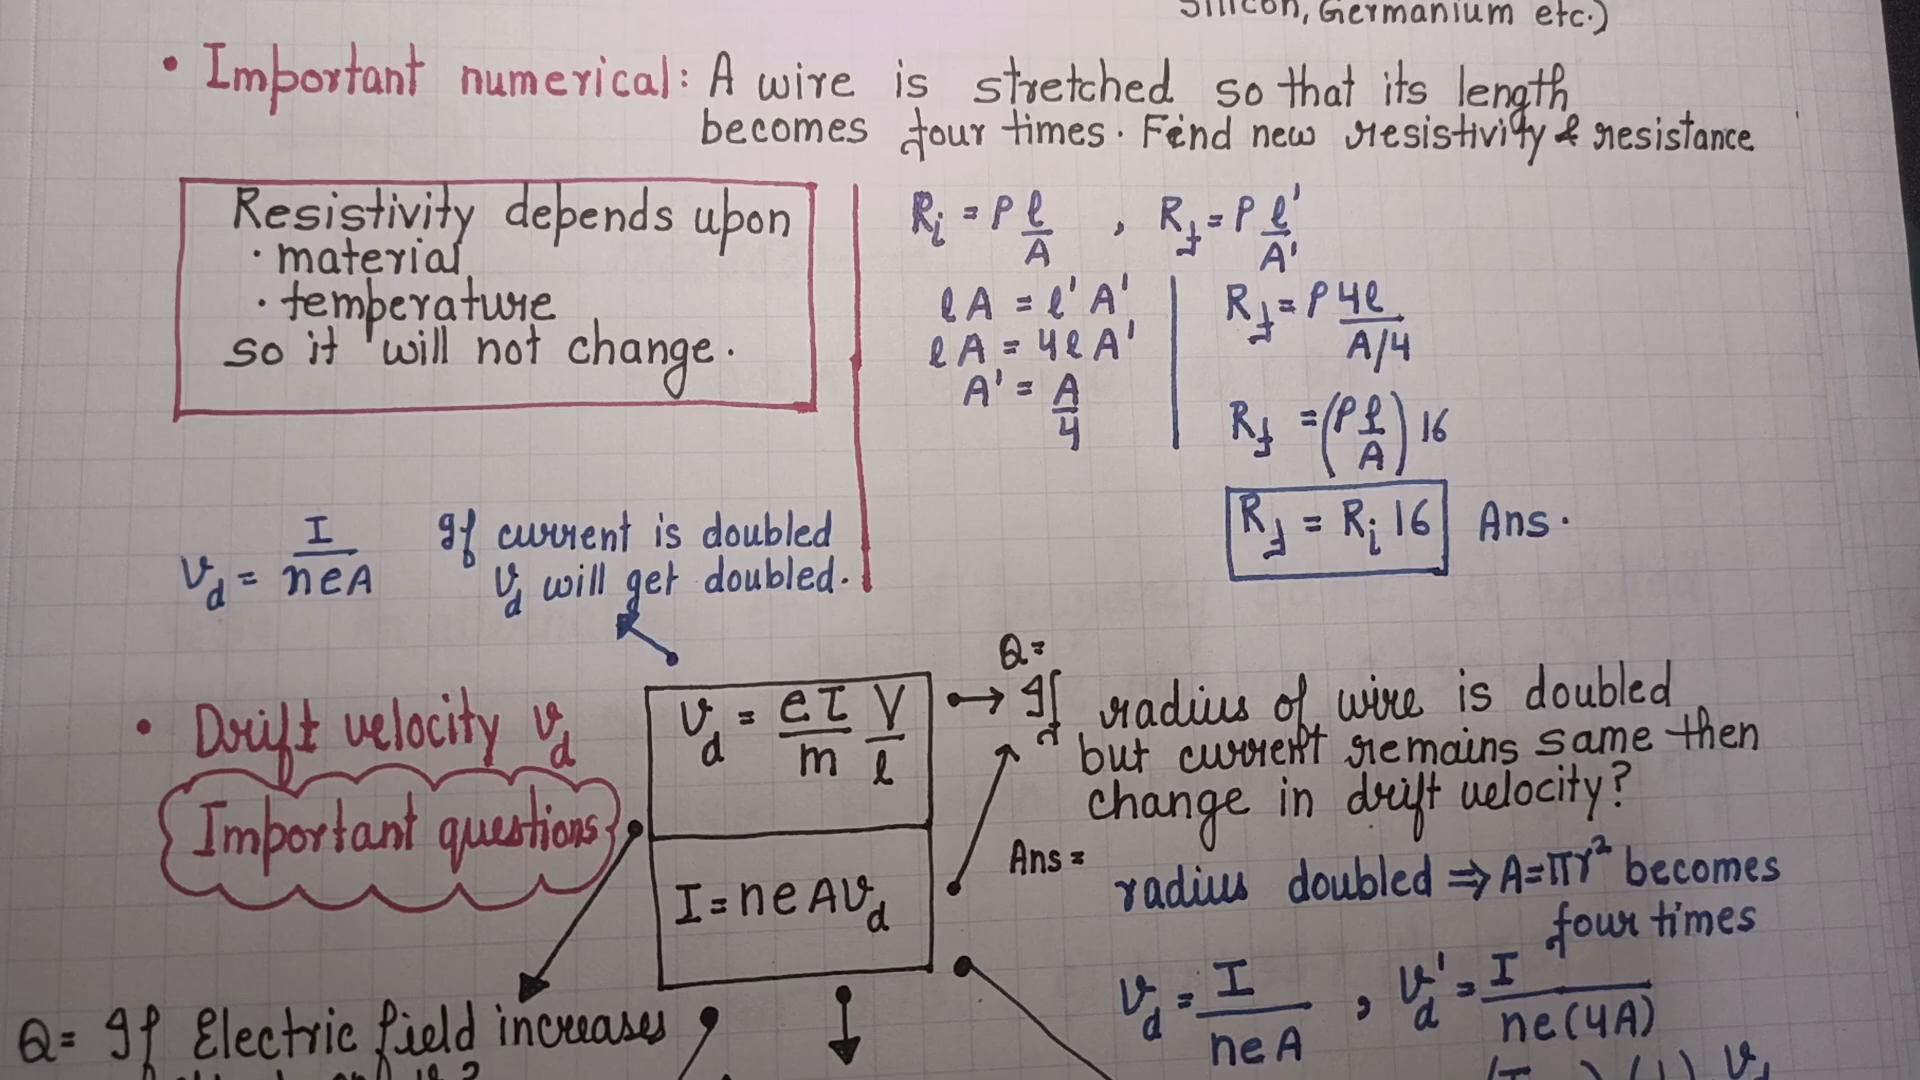 Silicon, Germanium etc.)
• Important numerical: A wire is stretched so that its length
becomes four times. Find new resistivity & resistance
Resistivity depends upon
· material
· temperature
so it will not change.
Ri = ρ l/A , Rf = ρ l'/A'
lA = l'A'
lA = 4lA'
A' = A/4
Rf = ρ 4l/A/4
Rf = (ρ l/A) 16
Rf = Ri 16 Ans.
vd = I/neA
If current is doubled
vd will get doubled.
• Drift velocity vd
Important questions
vd = eτ/m V/l
I = neAvd
Q=
If radius of wire is doubled
but current remains same then
change in drift velocity?
Ans =
radius doubled ⇒ A=πr² becomes
four times
vd = I/neA , vd' = I/ne(4A)
Q= If Electric field increases